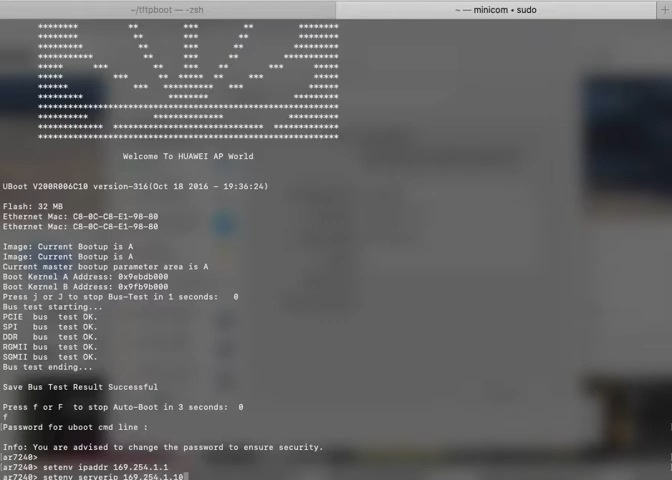 ~/tftpboot — -zsh
~ — minicom • sudo
Welcome To HUAWEI AP World
UBoot V200R006C10 version-316(Oct 18 2016 - 19:36:24)
Flash: 32 MB
Ethernet Mac: C8-0C-C8-E1-98-80
Ethernet Mac: C8-0C-C8-E1-98-80
Image: Current Bootup is A
Image: Current Bootup is A
Current master bootup parameter area is A
Boot Kernel A Address: 0x9ebdb000
Boot Kernel B Address: 0x9fb9b000
Press j or J to stop Bus-Test in 1 seconds: 0
Bus test starting...
PCIE bus test OK.
SPI bus test OK.
DDR bus test OK.
RGMII bus test OK.
SGMII bus test OK.
Bus test ending...
Save Bus Test Result Successful
Press f or F to stop Auto-Boot in 3 seconds: 0
f
Password for uboot cmd line :
Info: You are advised to change the password to ensure security.
ar7240>
ar7240> setenv ipaddr 169.254.1.1
ar7240> setenv serverip 169.254.1.10